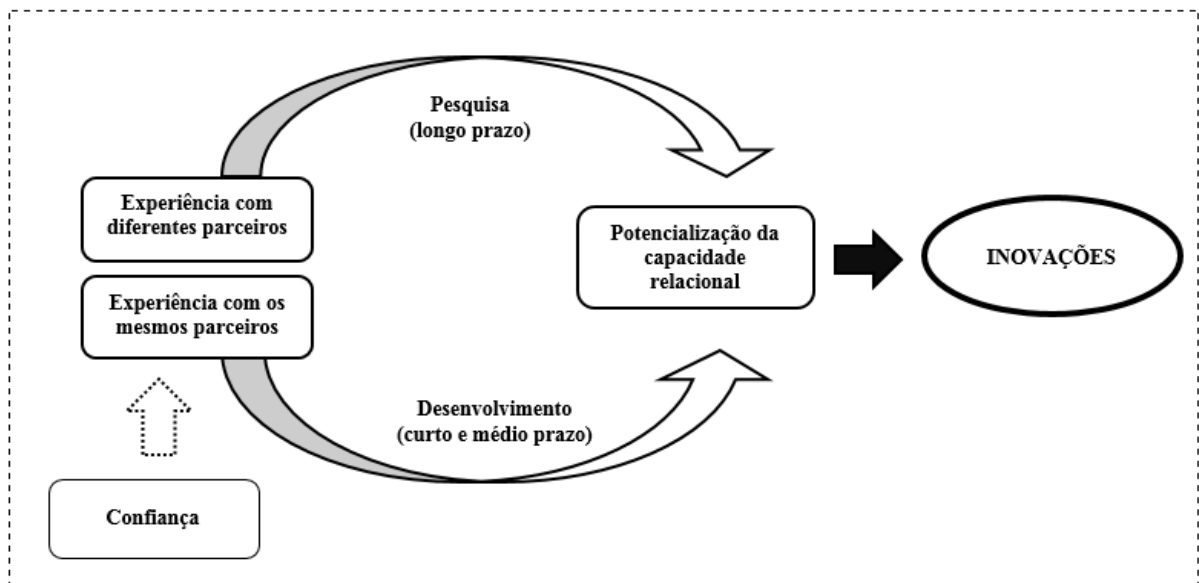 Pesquisa
(longo prazo)
Experiência com
diferentes parceiros
Experiência com os
mesmos parceiros
Potencialização da
capacidade
relacional
INOVAÇÕES
Desenvolvimento
(curto e médio prazo)
Confiança